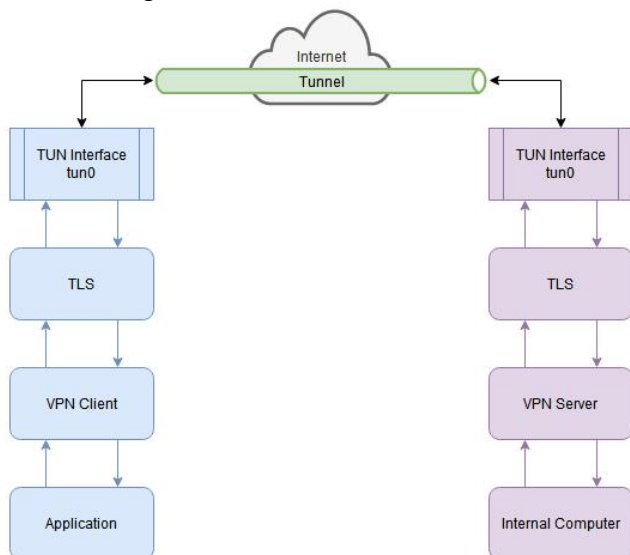 Internet
Tunnel
TUN Interface
tun0
TUN Interface
tun0
TLS
TLS
VPN Client
VPN Server
Application
Internal Computer